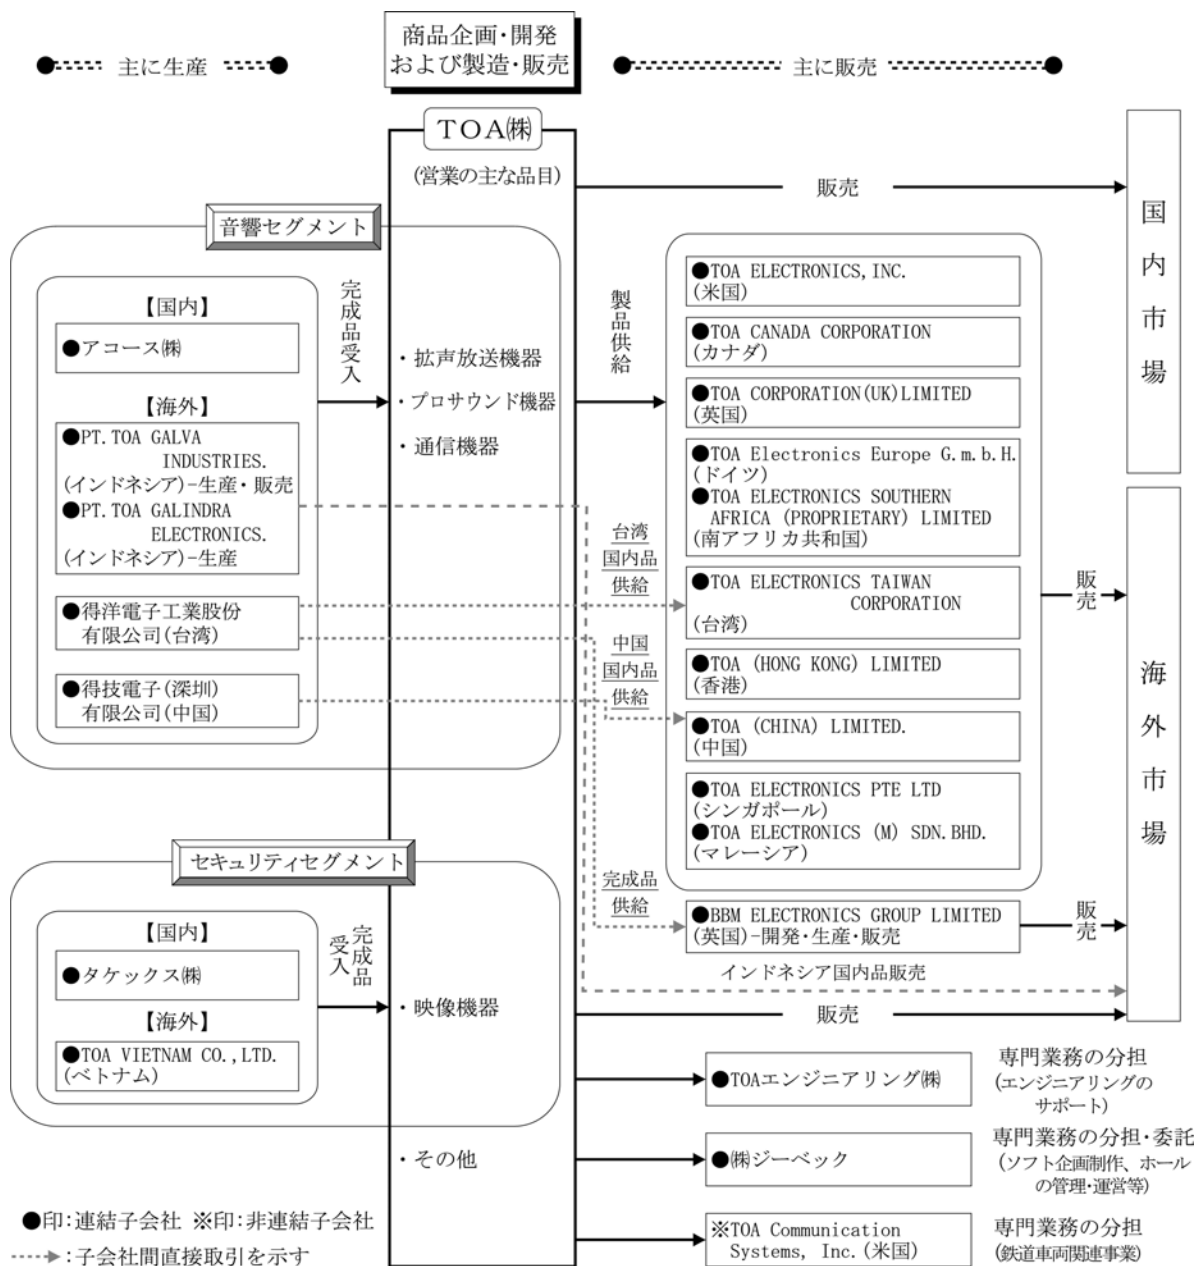 商品企画・開発
および製造・販売
主に生産
主に販売
TOA㈱
(営業の主な品目)
販売
国内市場
音響セグメント
【国内】
●アコース㈱
【海外】
●PT.TOA GALVA
INDUSTRIES.
(インドネシア)-生産・販売
●PT.TOA GALINDRA
ELECTRONICS.
(インドネシア)-生産
●得洋電子工業股份
有限公司(台湾)
●得技電子(深圳)
有限公司(中国)
完成品受入
・拡声放送機器
・プロサウンド機器
・通信機器
製品供給
台湾
国内品
供給
中国
国内品
供給
●TOA ELECTRONICS,INC.
(米国)
●TOA CANADA CORPORATION
(カナダ)
●TOA CORPORATION(UK)LIMITED
(英国)
●TOA Electronics Europe G.m.b.H.
(ドイツ)
●TOA ELECTRONICS SOUTHERN
AFRICA (PROPRIETARY) LIMITED
(南アフリカ共和国)
●TOA ELECTRONICS TAIWAN
CORPORATION
(台湾)
●TOA (HONG KONG) LIMITED
(香港)
●TOA (CHINA) LIMITED.
(中国)
●TOA ELECTRONICS PTE LTD
(シンガポール)
●TOA ELECTRONICS (M) SDN.BHD.
(マレーシア)
販売
海外市場
セキュリティセグメント
【国内】
●タケックス㈱
【海外】
●TOA VIETNAM CO.,LTD.
(ベトナム)
完成品
受入
・映像機器
完成品
供給
●BBM ELECTRONICS GROUP LIMITED
(英国)-開発・生産・販売
販売
インドネシア国内品販売
販売
●TOAエンジニアリング㈱
専門業務の分担
(エンジニアリングの
サポート)
・その他
●㈱ジーベック
専門業務の分担・委託
(ソフト企画制作、ホール
の管理・運営等)
※TOA Communication
Systems, Inc.(米国)
専門業務の分担
(鉄道車両関連事業)
●印:連結子会社 ※印:非連結子会社
:子会社間直接取引を示す